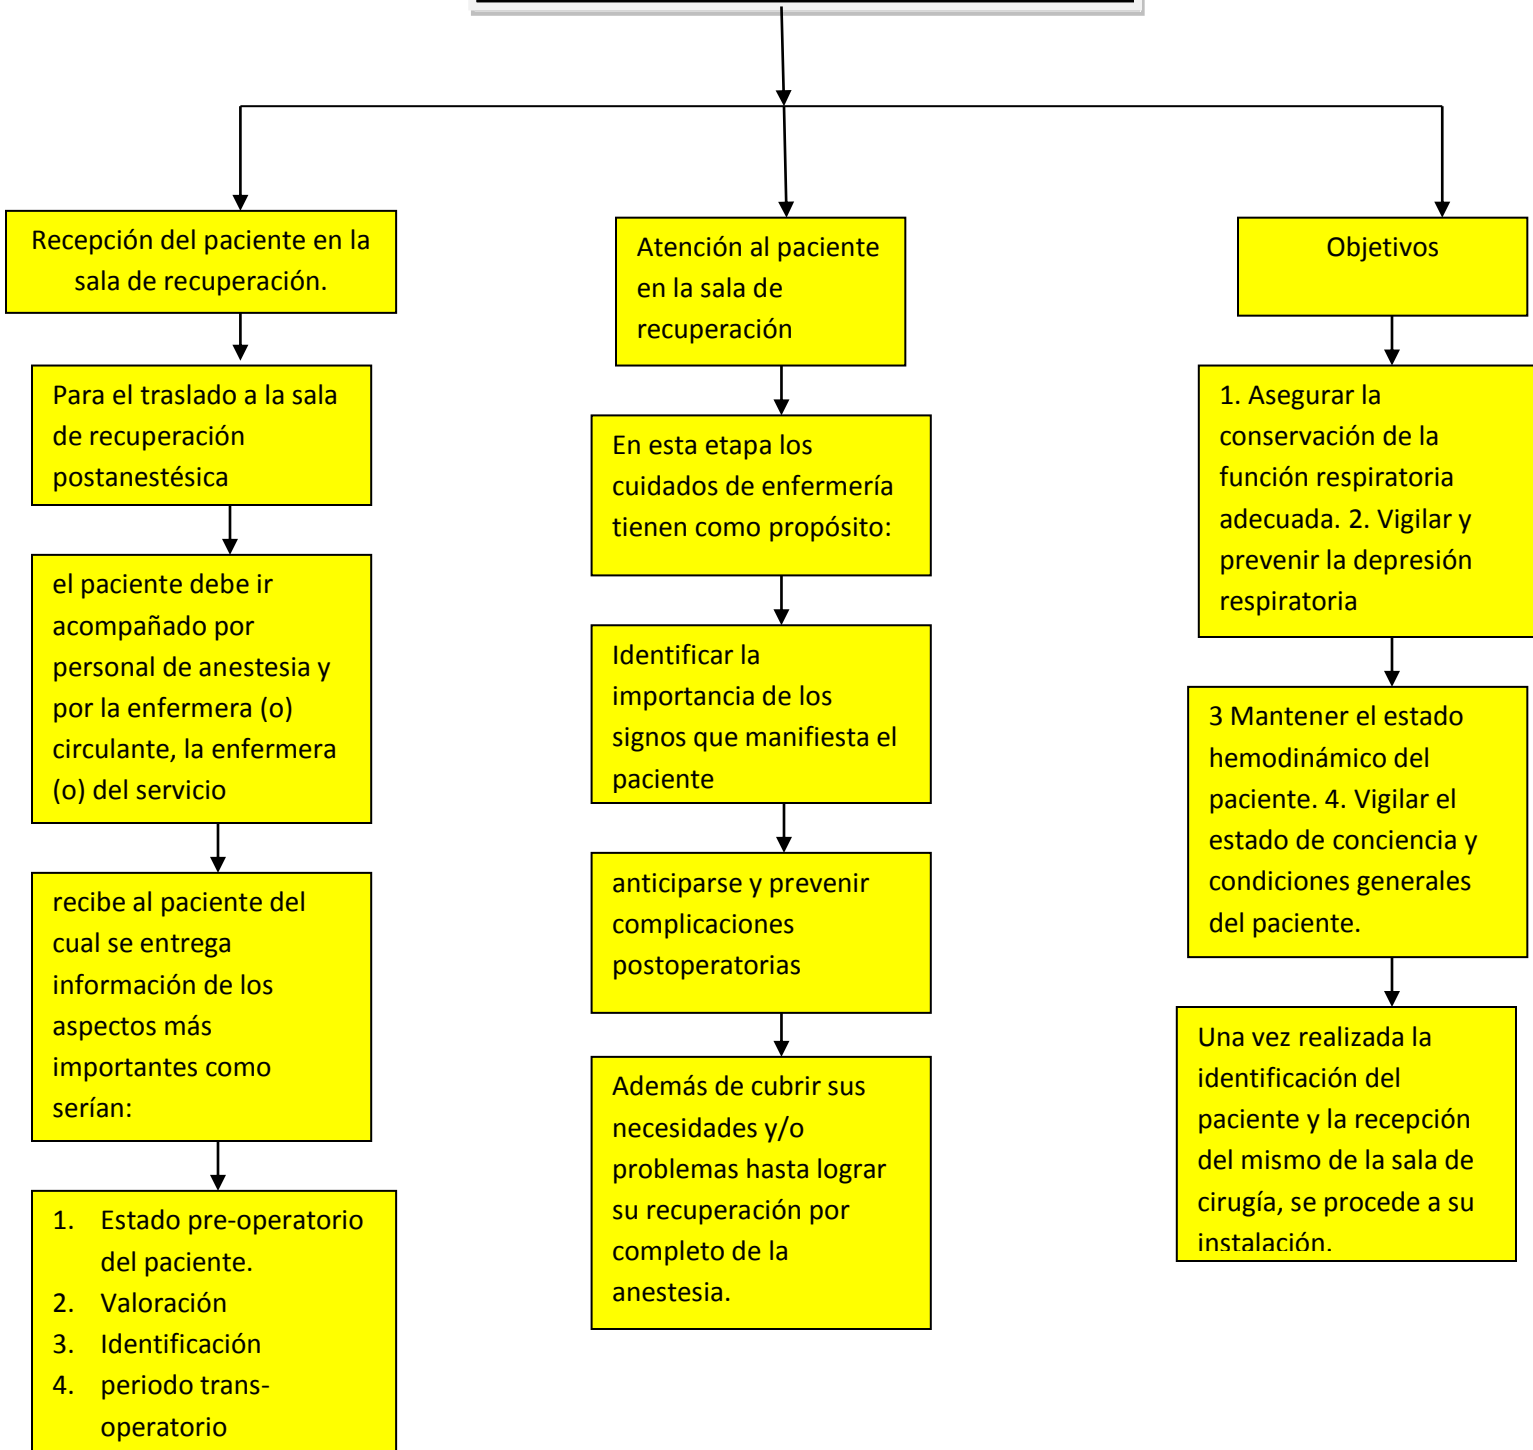 Recepción del paciente en la
sala de recuperación.
Para el traslado a la sala
de recuperación
postanestésica
el paciente debe ir
acompañado por
personal de anestesia y
por la enfermera (o)
circulante, la enfermera
(o) del servicio
recibe al paciente del
cual se entrega
información de los
aspectos más
importantes como
serían:
1. Estado pre-operatorio
del paciente.
2. Valoración
3. Identificación
4. periodo trans-
operatorio
Atención al paciente
en la sala de
recuperación
En esta etapa los
cuidados de enfermería
tienen como propósito:
Identificar la
importancia de los
signos que manifiesta el
paciente
anticiparse y prevenir
complicaciones
postoperatorias
Además de cubrir sus
necesidades y/o
problemas hasta lograr
su recuperación por
completo de la
anestesia.
Objetivos
1. Asegurar la
conservación de la
función respiratoria
adecuada. 2. Vigilar y
prevenir la depresión
respiratoria
3 Mantener el estado
hemodinámico del
paciente. 4. Vigilar el
estado de conciencia y
condiciones generales
del paciente.
Una vez realizada la
identificación del
paciente y la recepción
del mismo de la sala de
cirugía, se procede a su
instalación.